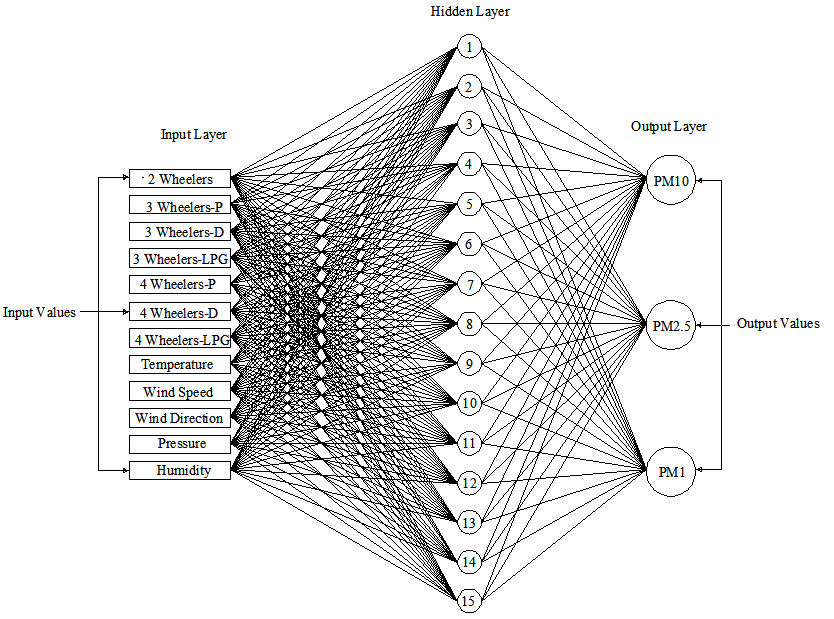 Hidden Layer
Input Layer
Output Layer
Input Values
· 2 Wheelers
3 Wheelers-P
3 Wheelers-D
3 Wheelers-LPG
4 Wheelers-P
4 Wheelers-D
4 Wheelers-LPG
Temperature
Wind Speed
Wind Direction
Pressure
Humidity
1
2
3
4
5
6
7
8
9
10
11
12
13
14
15
PM10
PM2.5
PM1
Output Values